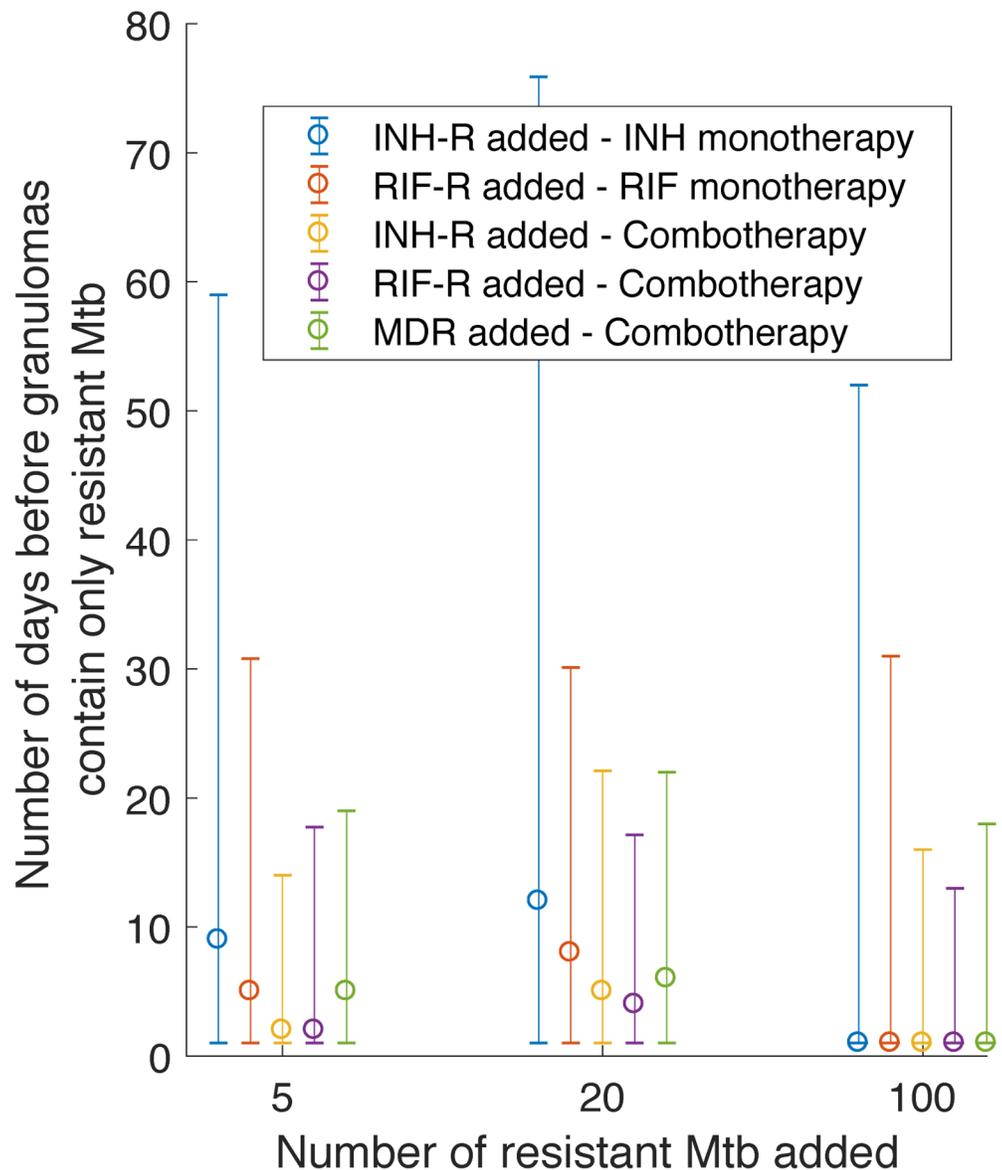 80
70
60
50
40
30
20
10
0
Number of days before granulomas
contain only resistant Mtb
INH-R added - INH monotherapy
RIF-R added - RIF monotherapy
INH-R added - Combotherapy
RIF-R added - Combotherapy
MDR added - Combotherapy
5 20 100
Number of resistant Mtb added